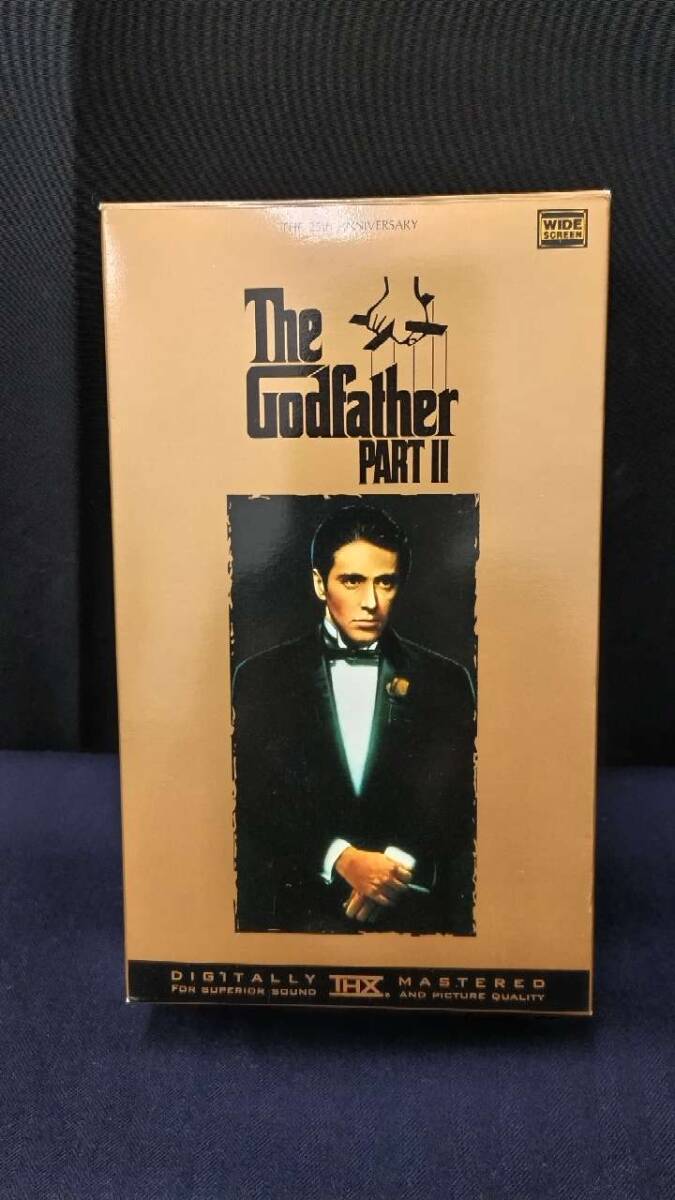 THE 25th ANNIVERSARY
WIDE
SCREEN
The
Godfather
PART II
DIGITALLY THX MASTERED
FOR SUPERIOR SOUND AND PICTURE QUALITY